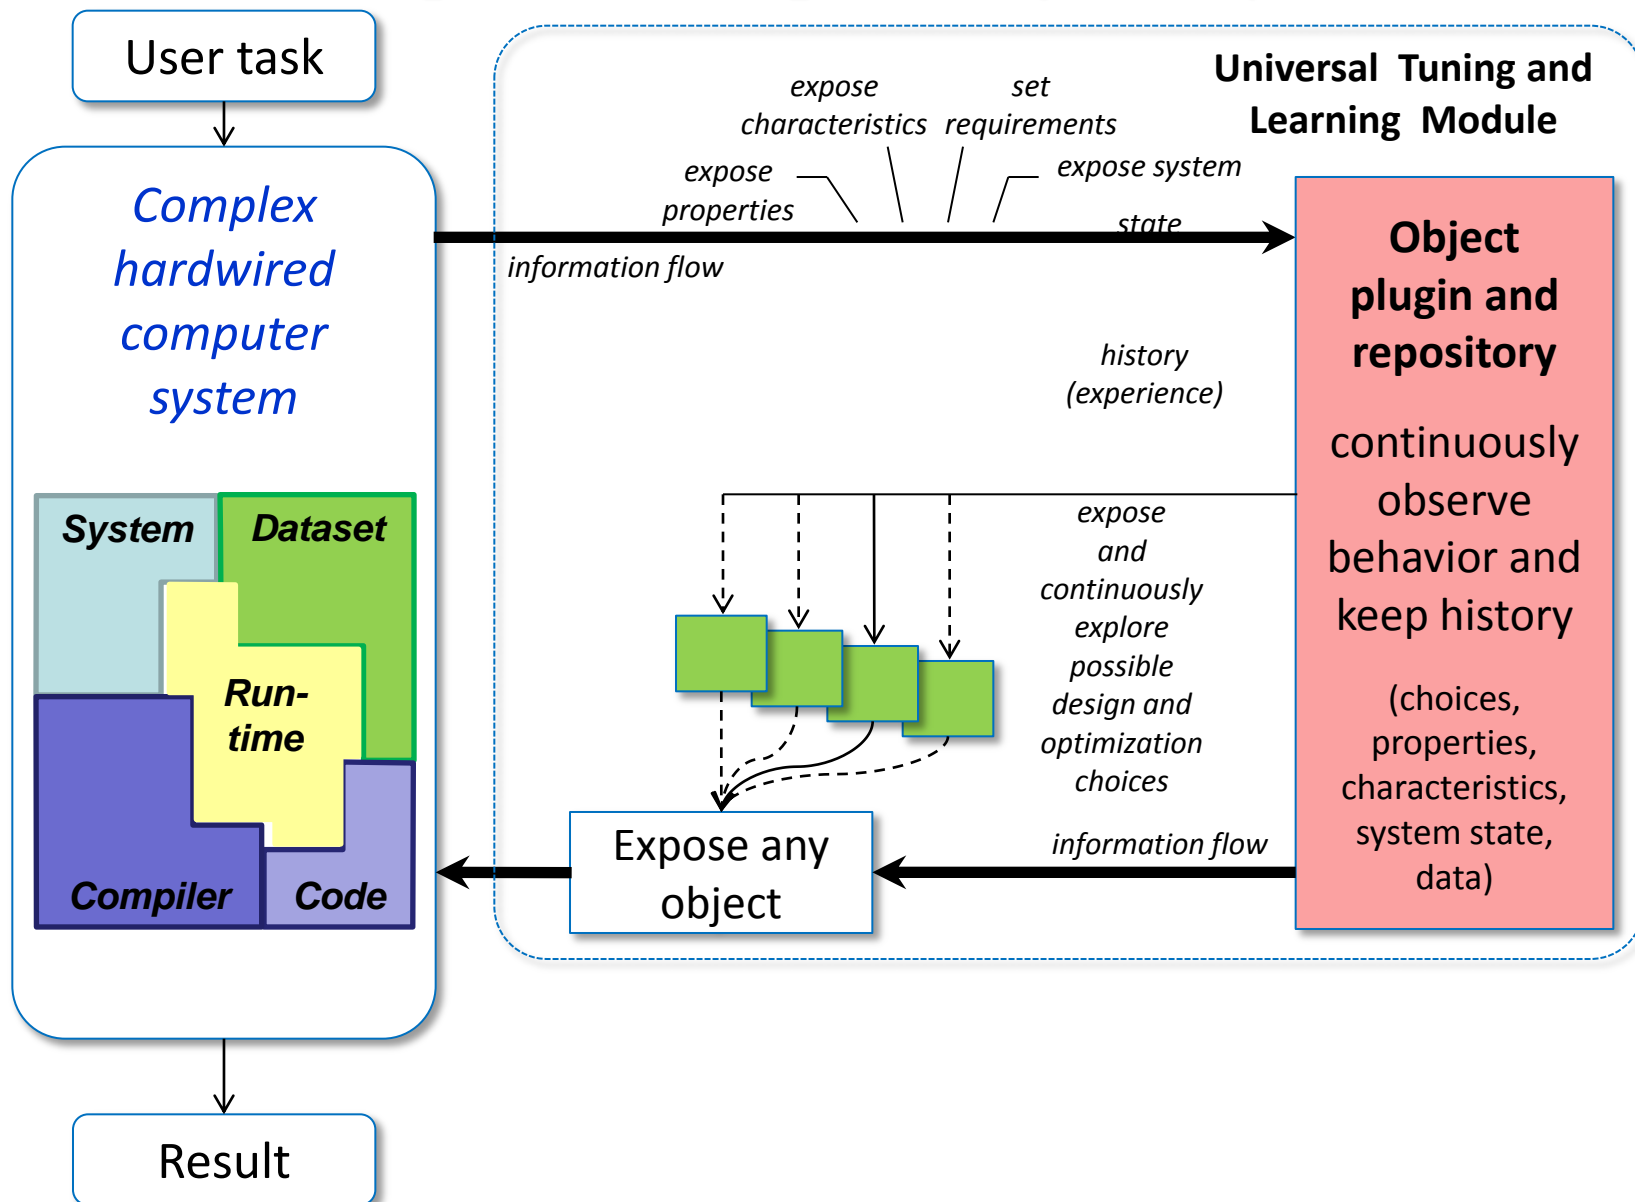 User task
Complex
hardwired
computer
system
System
Dataset
Run-
time
Compiler
Code
Result
Universal Tuning and
Learning Module
expose
characteristics
set
requirements
expose
properties
expose system
state
information flow
history
(experience)
expose
and
continuously
explore
possible
design and
optimization
choices
Expose any
object
information flow
Object
plugin and
repository
continuously
observe
behavior and
keep history
(choices,
properties,
characteristics,
system state,
data)